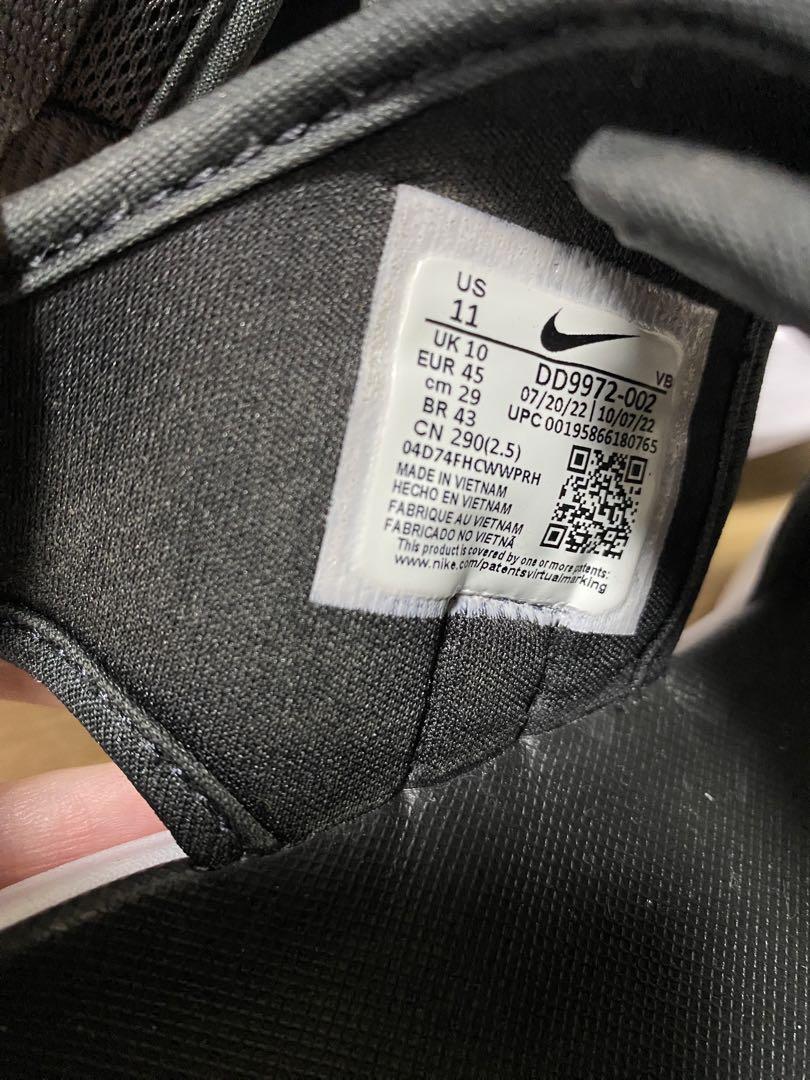 US
11
UK 10
EUR 45
cm 29
BR 43
CN 290(2.5)
VB
DD9972-002
07/20/22 | 10/07/22
UPC 00195866180765
04D74FHCWWPRH
MADE IN VIETNAM
HECHO EN VIETNAM
FABRIQUE AU VIETNAM
FABRICADO NO VIETNÃ
This product is covered by one or more patents:
www.nike.com/patentsvirtualmarking